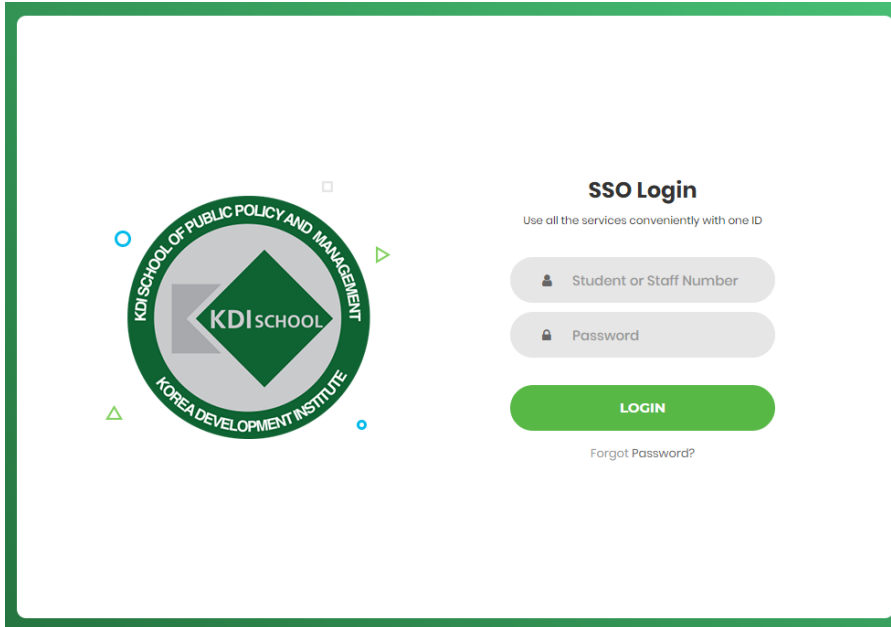 KDI SCHOOL OF PUBLIC POLICY AND MANAGEMENT
KDI SCHOOL
KOREA DEVELOPMENT INSTITUTE
SSO Login
Use all the services conveniently with one ID
Student or Staff Number
Password
LOGIN
Forgot Password?